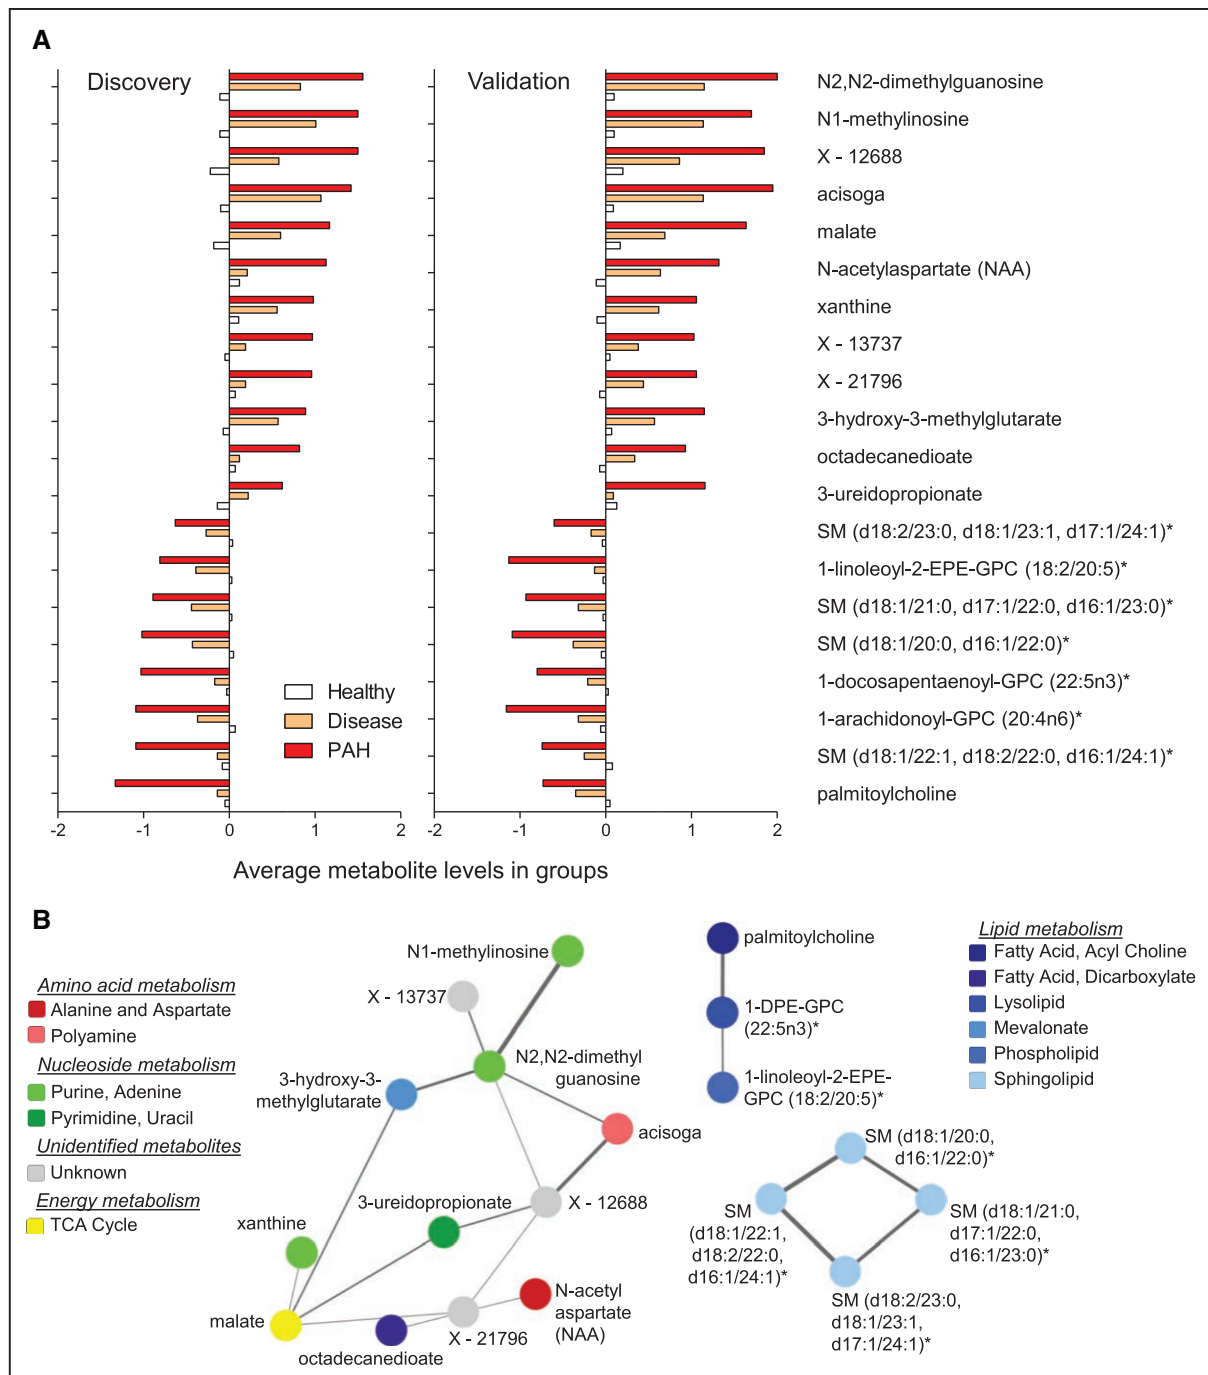 A
Discovery
Validation
N2,N2-dimethylguanosine
N1-methylinosine
X - 12688
acisoga
malate
N-acetylaspartate (NAA)
xanthine
X - 13737
X - 21796
3-hydroxy-3-methylglutarate
octadecanedioate
3-ureidopropionate
SM (d18:2/23:0, d18:1/23:1, d17:1/24:1)*
1-linoleoyl-2-EPE-GPC (18:2/20:5)*
SM (d18:1/21:0, d17:1/22:0, d16:1/23:0)*
SM (d18:1/20:0, d16:1/22:0)*
1-docosapentaenoyl-GPC (22:5n3)*
1-arachidonoyl-GPC (20:4n6)*
SM (d18:1/22:1, d18:2/22:0, d16:1/24:1)*
palmitoylcholine
Healthy
Disease
PAH
-2 -1 0 1 2
-2 -1 0 1 2
Average metabolite levels in groups
B
Amino acid metabolism
Alanine and Aspartate
Polyamine
Nucleoside metabolism
Purine, Adenine
Pyrimidine, Uracil
Unidentified metabolites
Unknown
Energy metabolism
TCA Cycle
N1-methylinosine
X - 13737
N2,N2-dimethyl
guanosine
3-hydroxy-3-
methylglutarate
acisoga
3-ureidopropionate
X - 12688
xanthine
malate
octadecanedioate
X - 21796
N-acetyl
aspartate
(NAA)
palmitoylcholine
1-DPE-GPC
(22:5n3)*
1-linoleoyl-2-EPE-
GPC (18:2/20:5)*
Lipid metabolism
Fatty Acid, Acyl Choline
Fatty Acid, Dicarboxylate
Lysolipid
Mevalonate
Phospholipid
Sphingolipid
SM (d18:1/20:0,
d16:1/22:0)*
SM
(d18:1/22:1,
d18:2/22:0,
d16:1/24:1)*
SM (d18:1/21:0,
d17:1/22:0,
d16:1/23:0)*
SM (d18:2/23:0,
d18:1/23:1,
d17:1/24:1)*